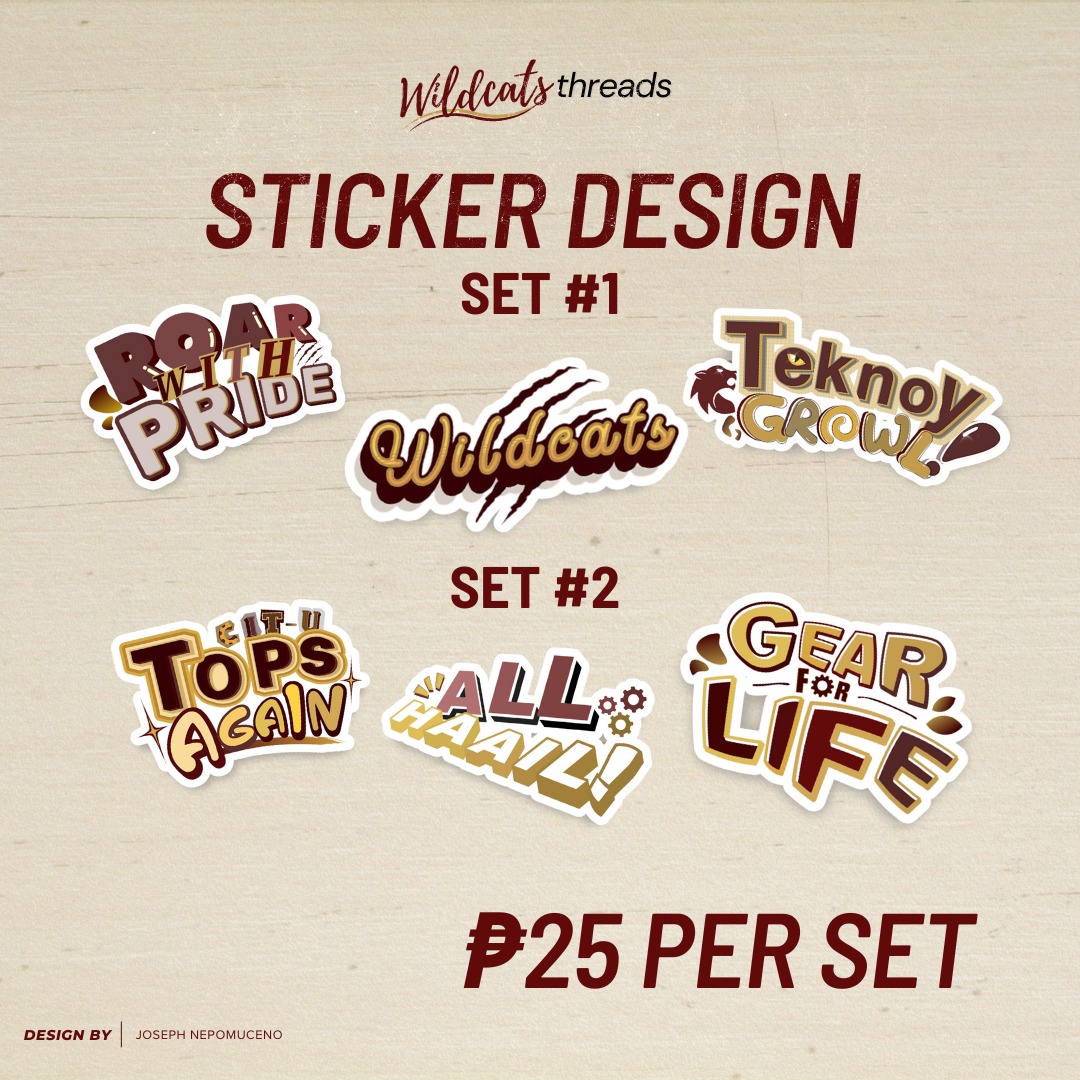 Wildcats threads
STICKER DESIGN
SET #1
ROAR
WITH
PRIDE
Wildcats
Teknoy
GROWL
SET #2
CIT-U
TOPS
AGAIN
ALL
HAAIL!
GEAR
FOR
LIFE
₱25 PER SET
DESIGN BY | JOSEPH NEPOMUCENO